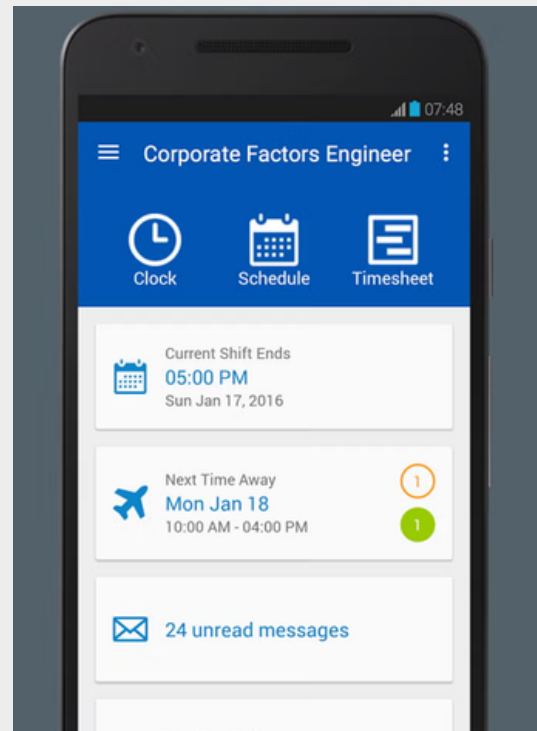 07:48
Corporate Factors Engineer
Clock Schedule Timesheet
Current Shift Ends
05:00 PM
Sun Jan 17, 2016
Next Time Away
1
Mon Jan 18
10:00 AM - 04:00 PM
1
24 unread messages